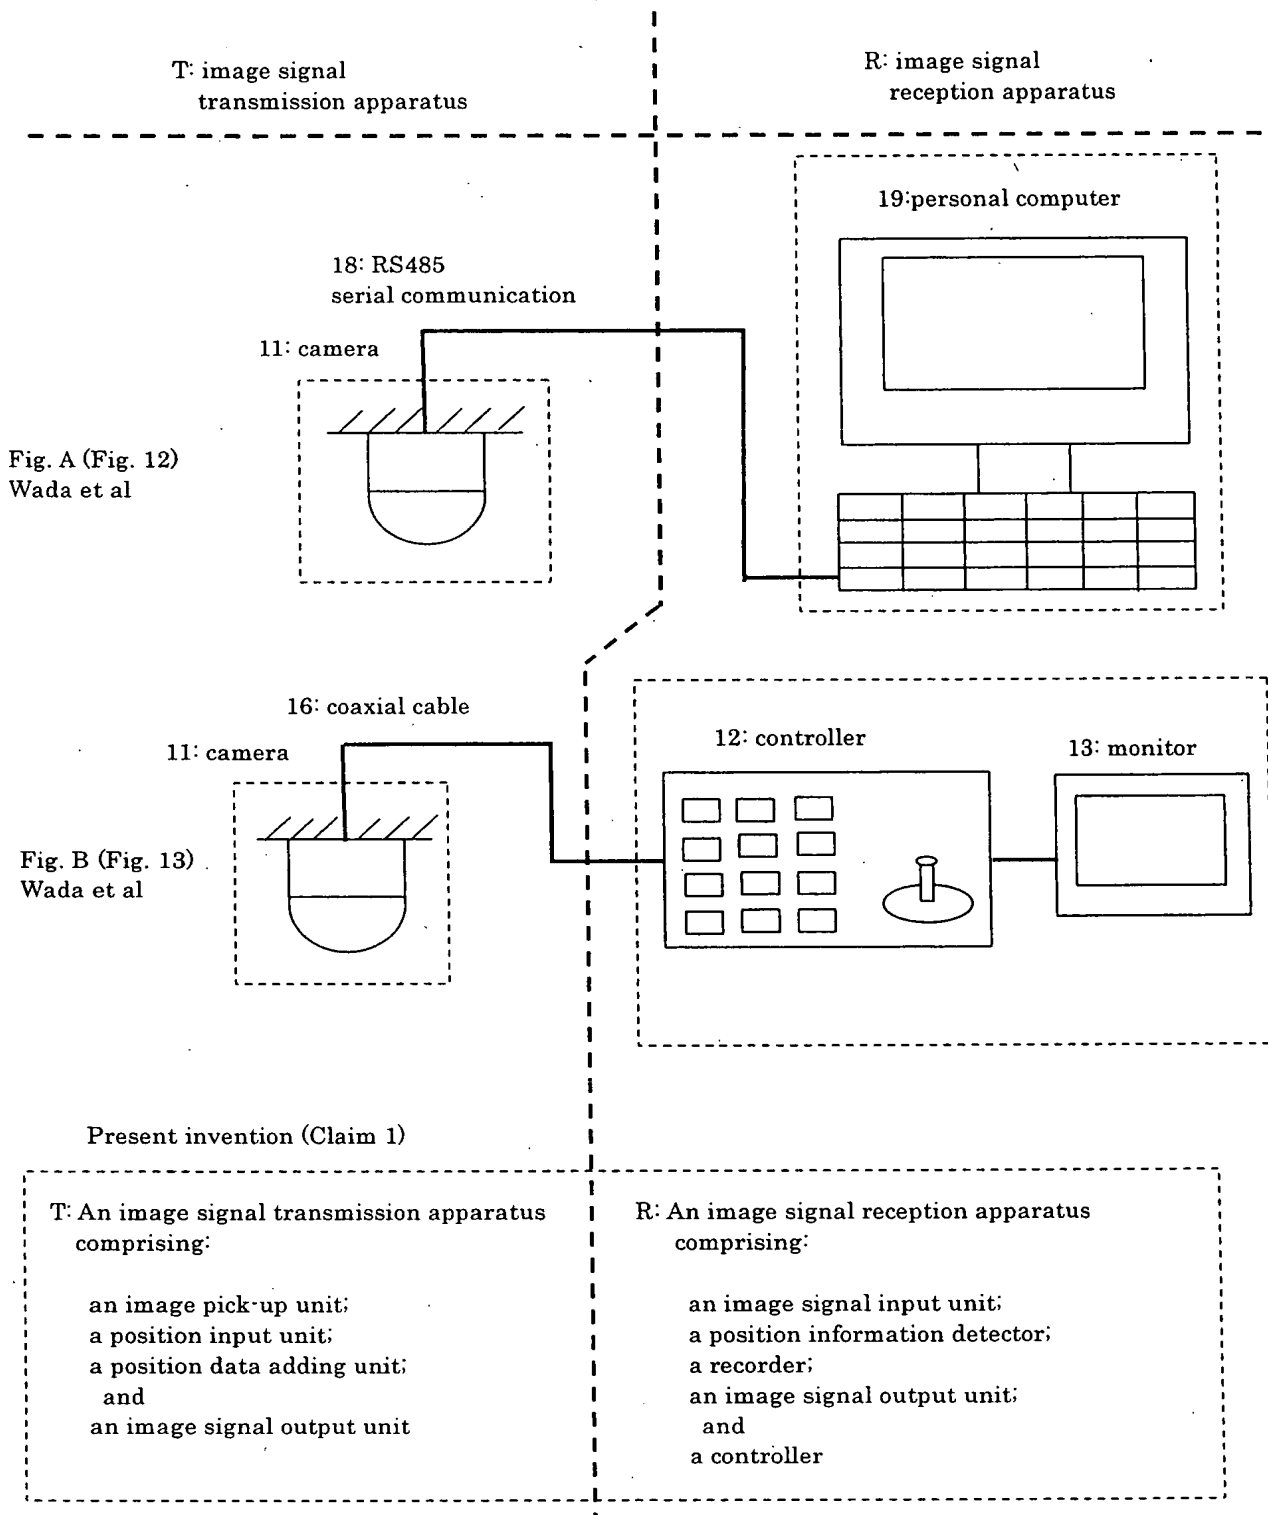 T: image signal
transmission apparatus
R: image signal
reception apparatus
19:personal computer
18: RS485
serial communication
11: camera
Fig. A (Fig. 12)
Wada et al
16: coaxial cable
11: camera
12: controller
13: monitor
Fig. B (Fig. 13)
Wada et al
Present invention (Claim 1)
T: An image signal transmission apparatus
comprising:
an image pick-up unit;
a position input unit;
a position data adding unit;
and
an image signal output unit
R: An image signal reception apparatus
comprising:
an image signal input unit;
a position information detector;
a recorder;
an image signal output unit;
and
a controller